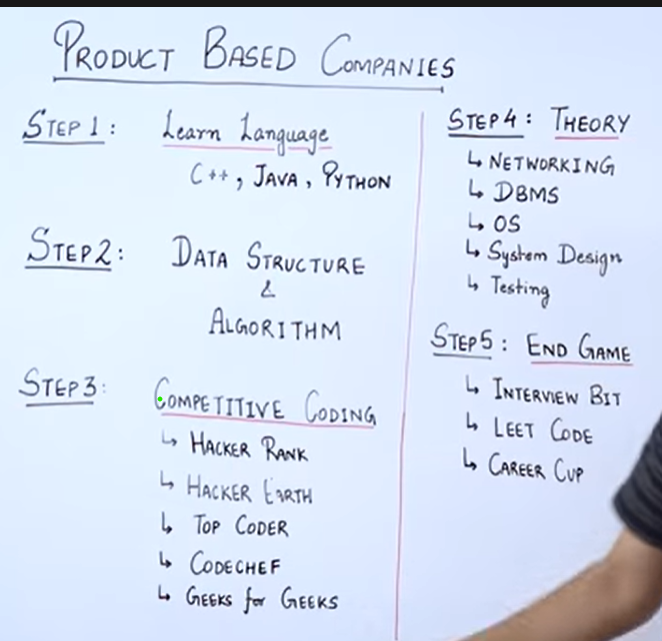 PRODUCT BASED COMPANIES
STEP 1: Learn Language
C++, JAVA, PYTHON
STEP 2: DATA STRUCTURE
&
ALGORITHM
STEP 3: COMPETITIVE CODING
↳ HACKER RANK
↳ HACKER EARTH
↳ TOP CODER
↳ CODECHEF
↳ GEEKS for GEEKS
STEP 4: THEORY
↳ NETWORKING
↳ DBMS
↳ OS
↳ System Design
↳ Testing
STEP 5: END GAME
↳ INTERVIEW BIT
↳ LEET CODE
↳ CAREER CUP